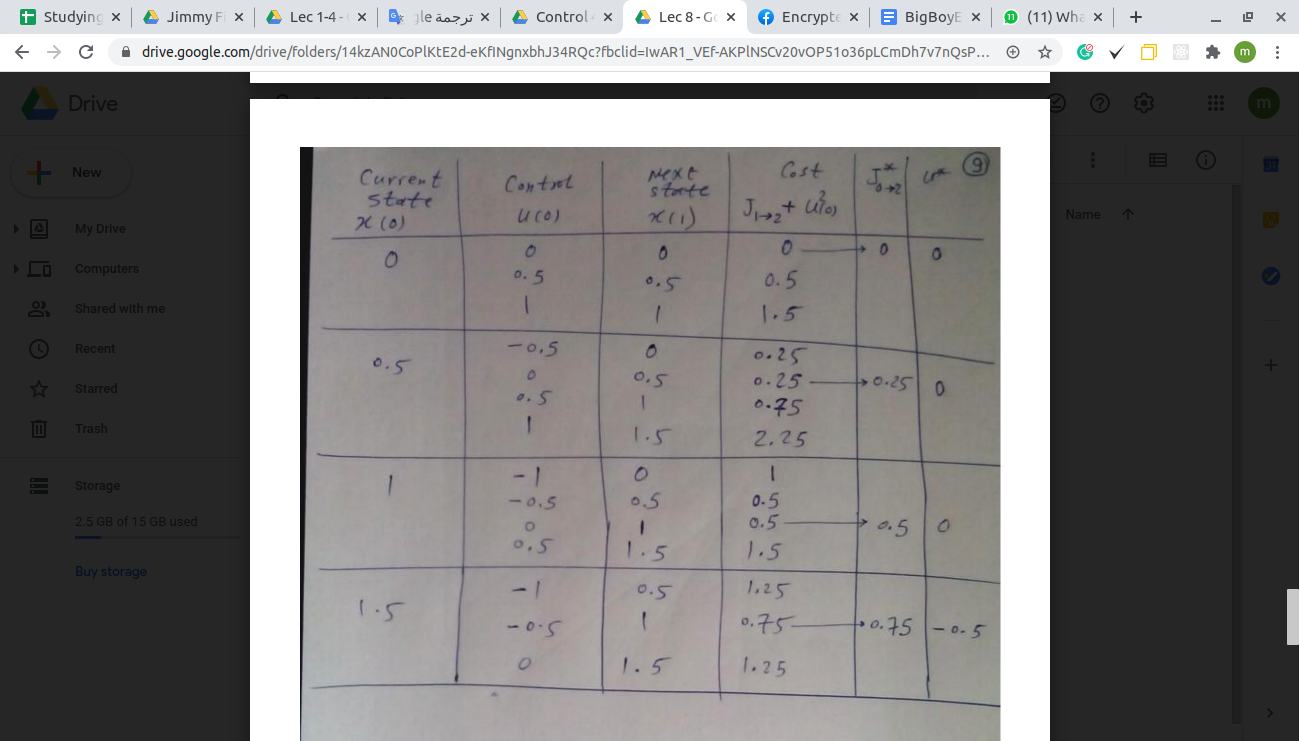 Studying
Jimmy Fi
Lec 1-4 -
gle ترجمة
Control
Lec 8 - Go
Encrypte
BigBoyE
(11) Wha
drive.google.com/drive/folders/14kzAN0CoPlKtE2d-eKfINgnxbhJ34RQc?fbclid=IwAR1_VEf-AKPlNSCv20vOP51o36pLCmDh7v7nQsP...
m
Drive
m
New
My Drive
Computers
Shared with me
Recent
Starred
Trash
Storage
2.5 GB of 15 GB used
Buy storage
Name
9
Current state x(0) Control u(0) Next state x(1) Cost J1→2 + u²(0) J*0→2 u*
0 0 0 0 → 0 0
0.5 0.5 0.5
1 1 1.5
0.5 -0.5 0 0.25
0 0.5 0.25 → 0.25 0
0.5 1 0.75
1 1.5 2.25
1 -1 0 1
-0.5 0.5 0.5
0 1 0.5 → 0.5 0
0.5 1.5 1.5
1.5 -1 0.5 1.25
-0.5 1 0.75 → 0.75 -0.5
0 1.5 1.25